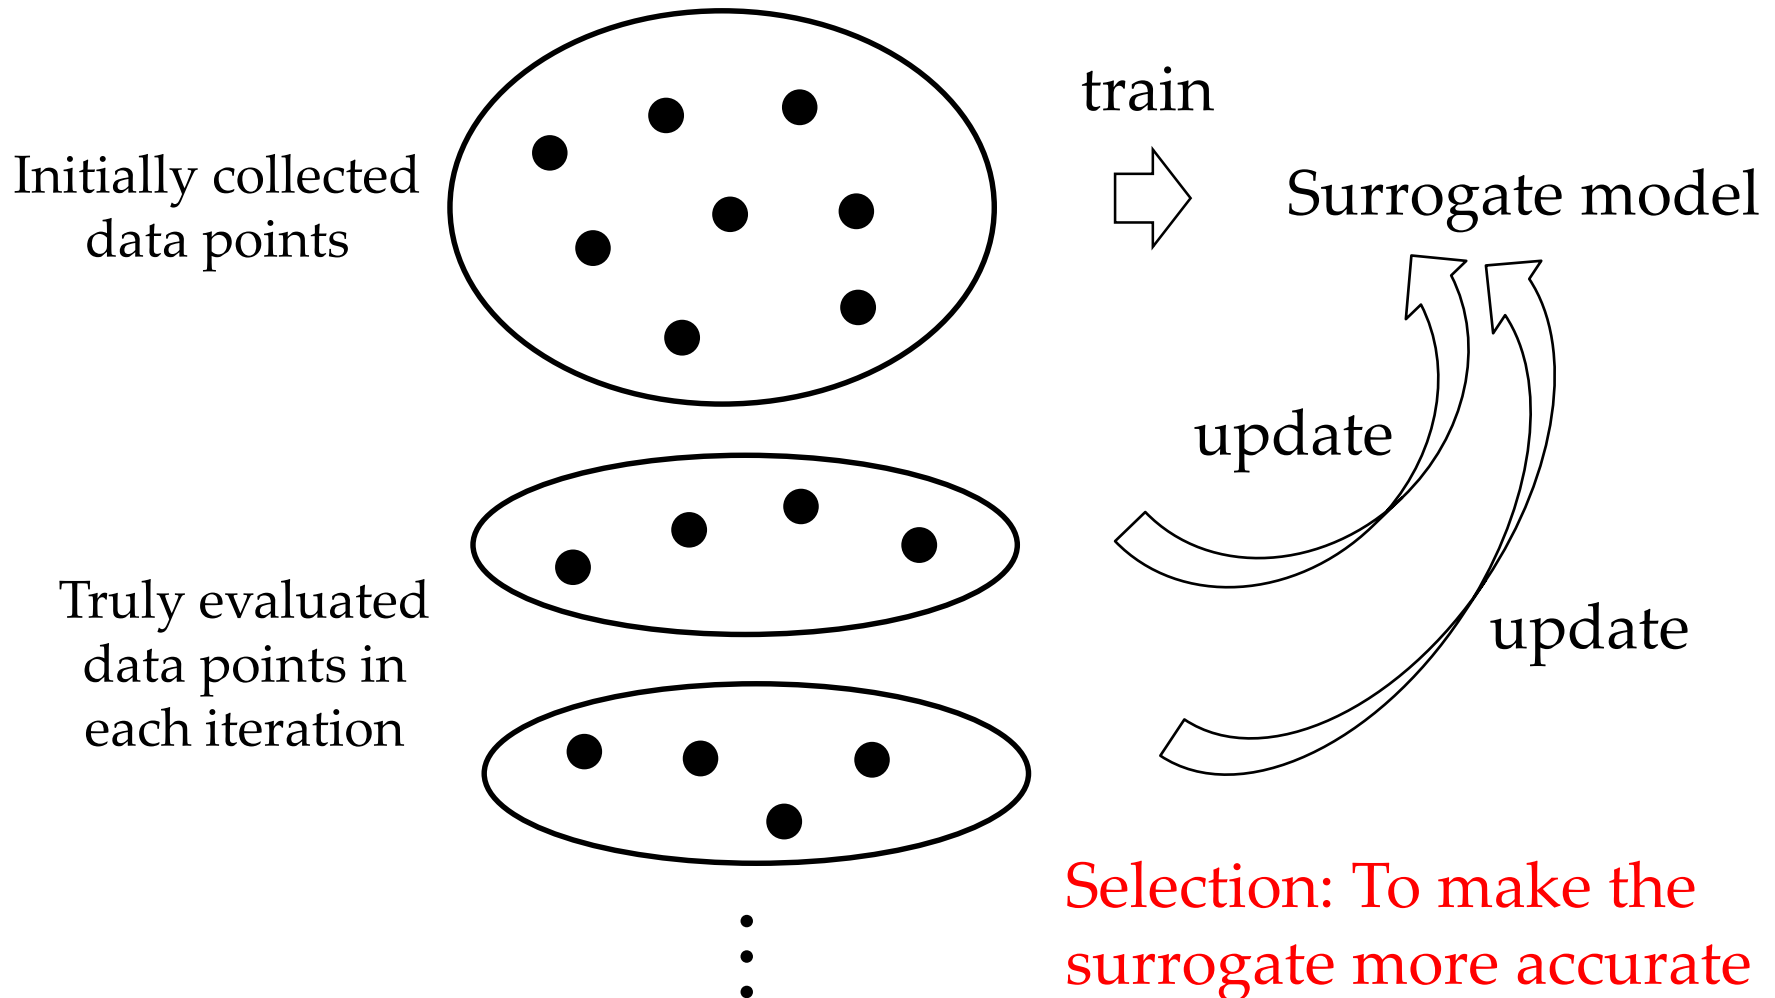 Initially collected
data points
train
Surrogate model
update
Truly evaluated
data points in
each iteration
update
Selection: To make the
surrogate more accurate